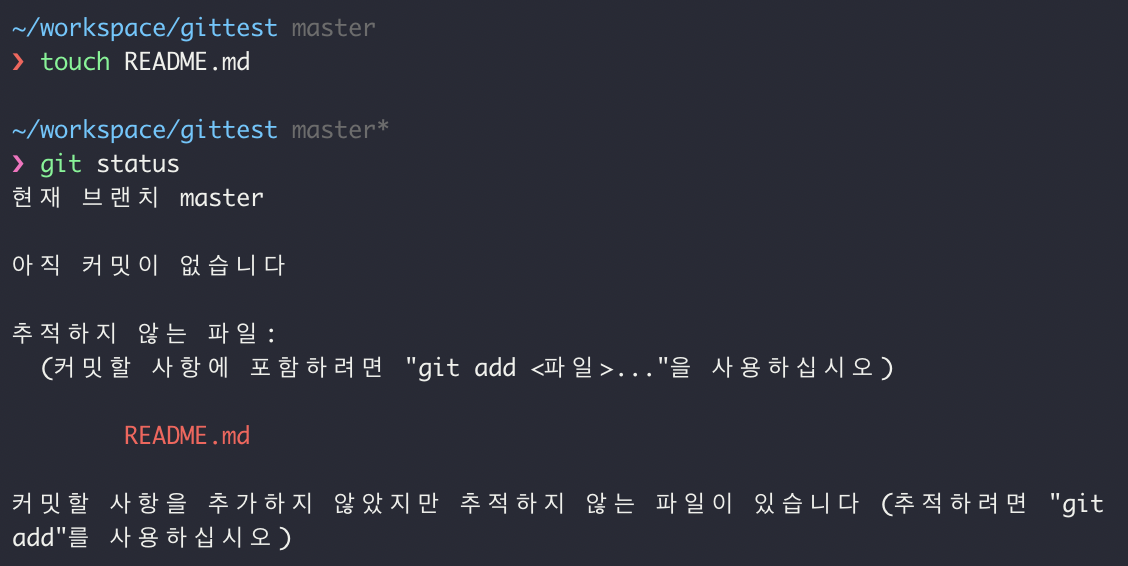 ~/workspace/gittest master
❯ touch README.md
~/workspace/gittest master*
❯ git status
현재 브랜치 master
아직 커밋이 없습니다
추적하지 않는 파일:
(커밋할 사항에 포함하려면 "git add <파일>..."을 사용하십시오)
README.md
커밋할 사항을 추가하지 않았지만 추적하지 않는 파일이 있습니다 (추적하려면 "git
add"를 사용하십시오)